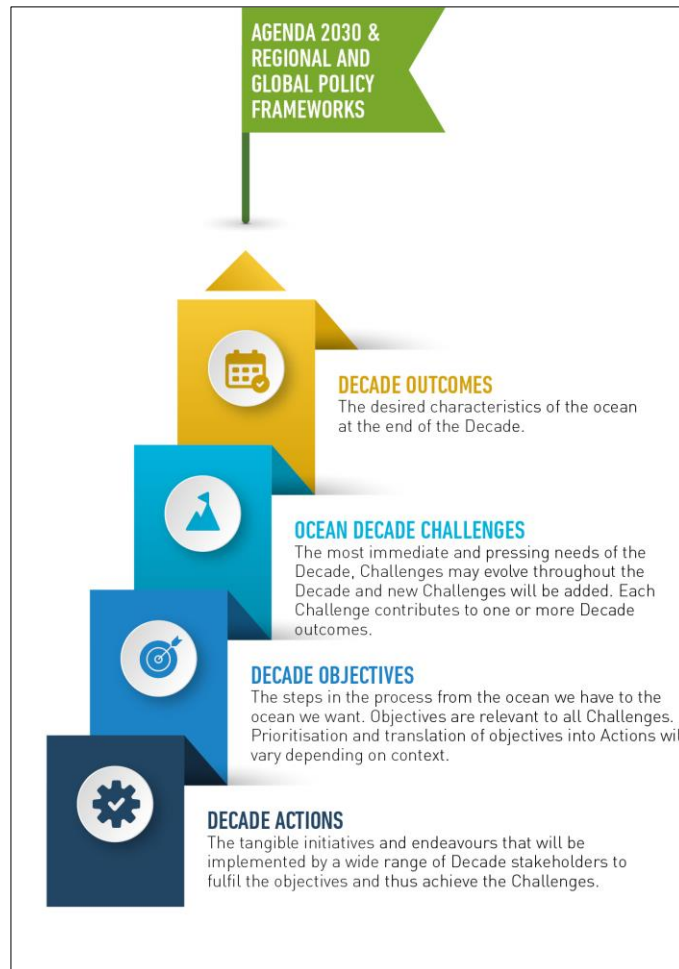 AGENDA 2030 &
REGIONAL AND
GLOBAL POLICY
FRAMEWORKS
DECADE OUTCOMES
The desired characteristics of the ocean
at the end of the Decade.
OCEAN DECADE CHALLENGES
The most immediate and pressing needs of the
Decade, Challenges may evolve throughout the
Decade and new Challenges will be added. Each
Challenge contributes to one or more Decade
outcomes.
DECADE OBJECTIVES
The steps in the process from the ocean we have to the
ocean we want. Objectives are relevant to all Challenges.
Prioritisation and translation of objectives into Actions wil
vary depending on context.
DECADE ACTIONS
The tangible initiatives and endeavours that will be
implemented by a wide range of Decade stakeholders to
fulfil the objectives and thus achieve the Challenges.